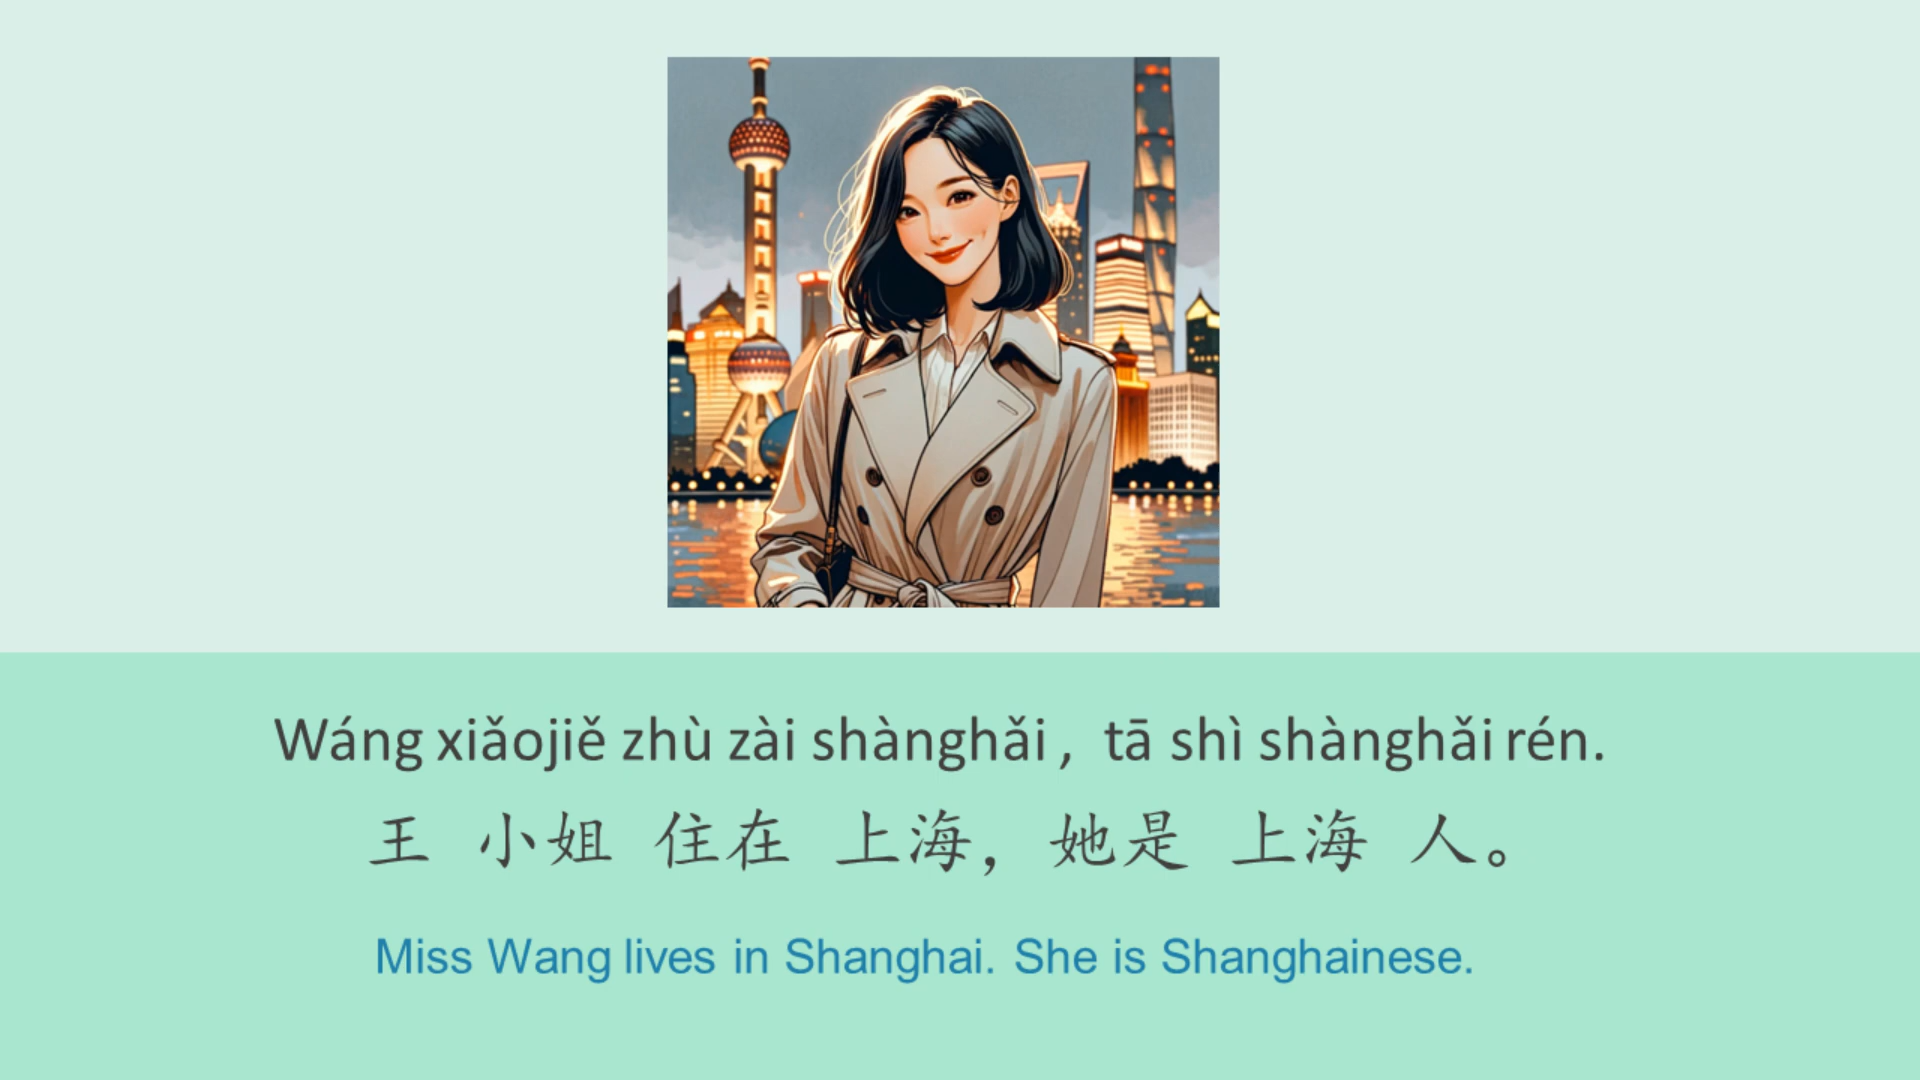 Wáng xiǎojiě zhù zài shànghǎi , tā shì shànghǎi rén.
王 小姐 住在 上海，她是 上海 人。
Miss Wang lives in Shanghai. She is Shanghainese.